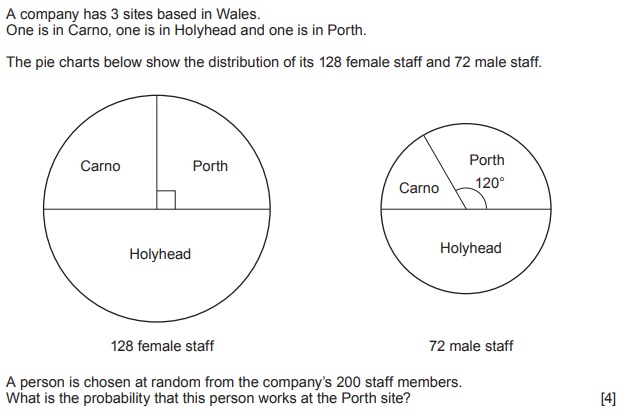 A company has 3 sites based in Wales.
One is in Carno, one is in Holyhead and one is in Porth.
The pie charts below show the distribution of its 128 female staff and 72 male staff.
Carno
Porth
Holyhead
128 female staff
Porth
120°
Carno
Holyhead
72 male staff
A person is chosen at random from the company's 200 staff members.
What is the probability that this person works at the Porth site? [4]